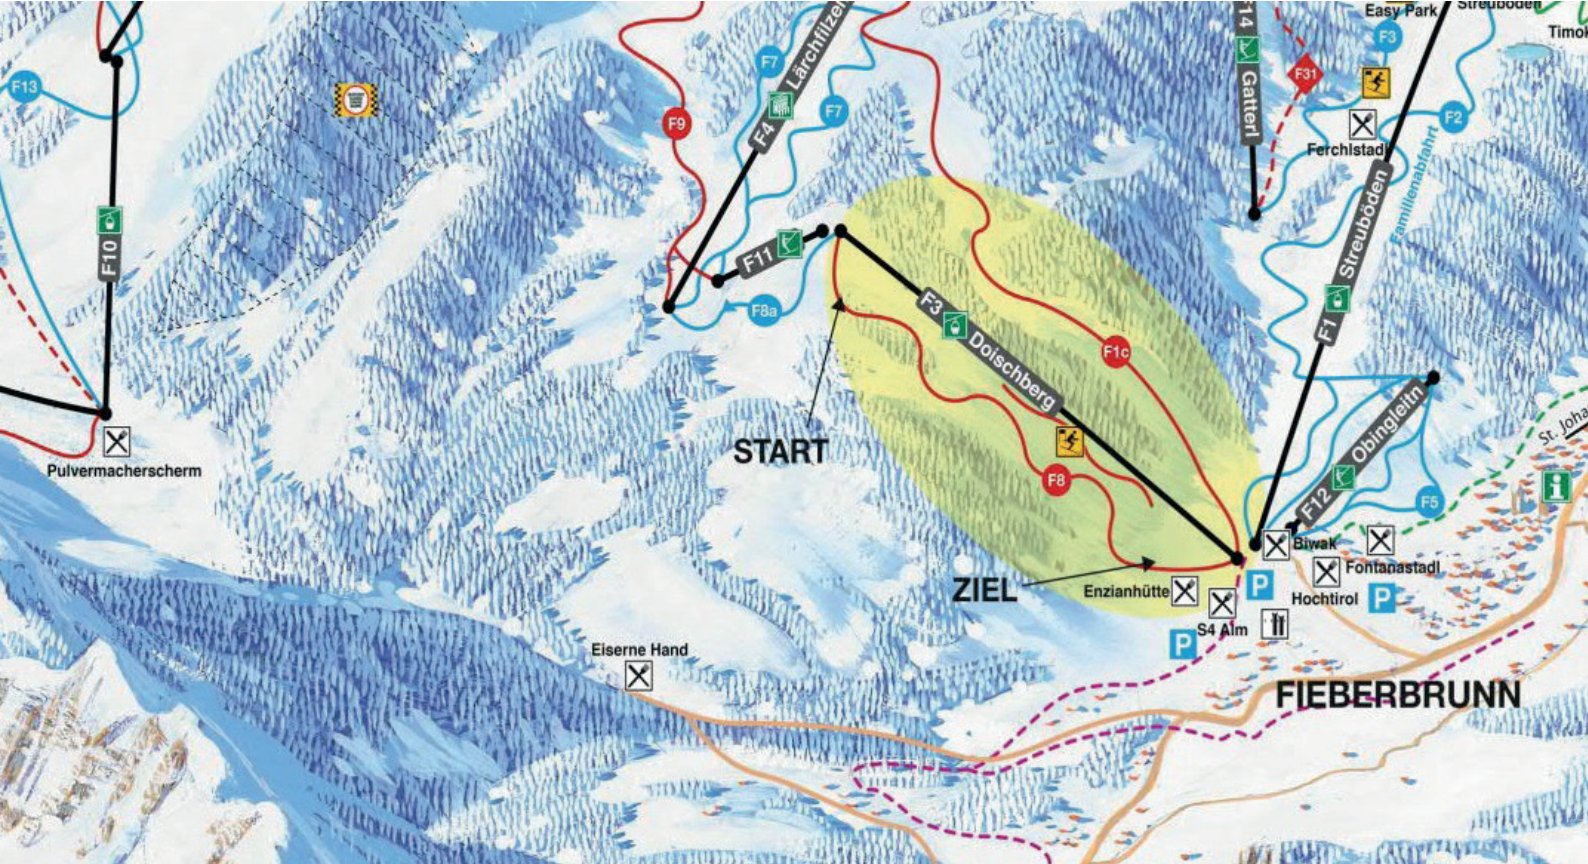 Easy Park
Streuböden
Timok
F13
F7
F4 Lärchfilzen
F7
F9
F14 Gatterl
F31
F3
F2
Ferchlstadl
Familienabfahrt
F10
F11
F8a
F3 Doischberg
F1c
F1 Streuböden
F12 Obingleitn
START
F8
F5
St. Joha
i
Pulvermacherscherm
ZIEL
Biwak
Enzianhütte
P
Fontanastadl
Hochtirol
P
S4 Alm
P
Eiserne Hand
FIEBERBRUNN